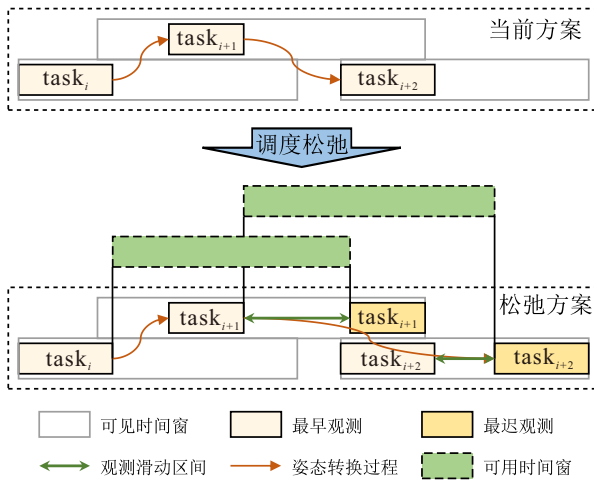 当前方案
task_{i+1}
task_i
task_{i+2}
调度松弛
松弛方案
task_{i+1}
task_{i+1}
task_i
task_{i+2}
task_{i+2}
可见时间窗
最早观测
最迟观测
观测滑动区间
姿态转换过程
可用时间窗